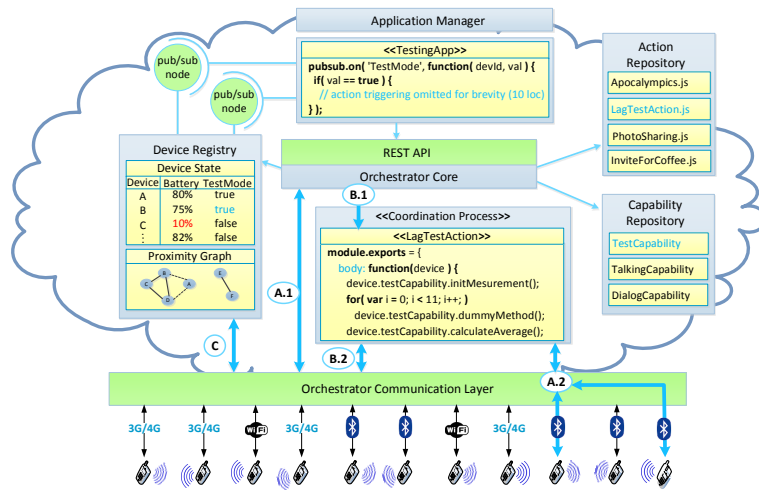 Application Manager
<<TestingApp>>
pubsub.on( 'TestMode', function( devId, val ) {
if( val == true ) {
// action triggering omitted for brevity (10 loc)
} );
pub/sub
node
pub/sub
node
Action
Repository
Apocalympics.js
LagTestAction.js
PhotoSharing.js
InviteForCoffee.js
REST API
Orchestrator Core
Device Registry
Device State
Device Battery TestMode
A 80% true
B 75% true
C 10% false
⋮ 82% false
Proximity Graph
B
C
A
D
E
F
B.1
<<Coordination Process>>
<<LagTestAction>>
module.exports = {
body: function(device ) {
device.testCapability.initMesurement();
for( var i = 0; i < 11; i++; )
device.testCapability.dummyMethod();
device.testCapability.calculateAverage();
Capability
Repository
TestCapability
TalkingCapability
DialogCapability
A.1
C
B.2
A.2
Orchestrator Communication Layer
3G/4G
3G/4G
WiFi
3G/4G
WiFi
3G/4G